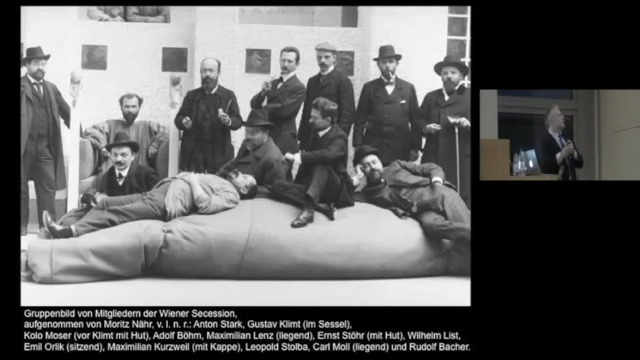 Gruppenbild von Mitgliedern der Wiener Secession,
aufgenommen von Moritz Nähr, v. l. n. r.: Anton Stark, Gustav Klimt (im Sessel),
Kolo Moser (vor Klimt mit Hut), Adolf Böhm, Maximilian Lenz (liegend), Ernst Stöhr (mit Hut), Wilhelm List,
Emil Orlik (sitzend), Maximilian Kurzweil (mit Kappe), Leopold Stolba, Carl Moll (liegend) und Rudolf Bacher.